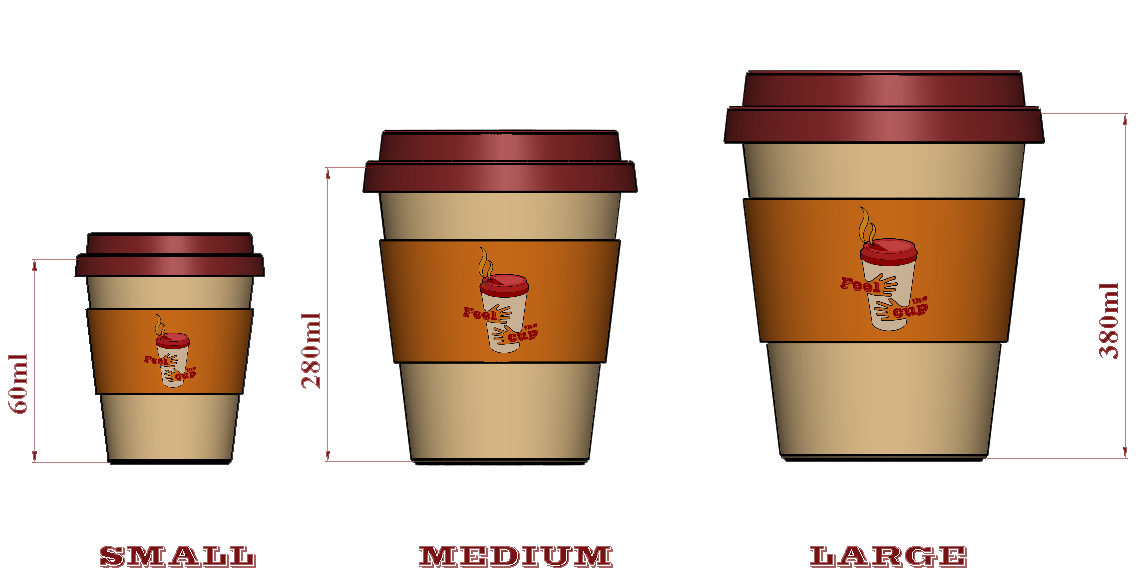 60ml
280ml
380ml
Feel
the
cup
Feel
the
cup
Feel
the
cup
SMALL
MEDIUM
LARGE